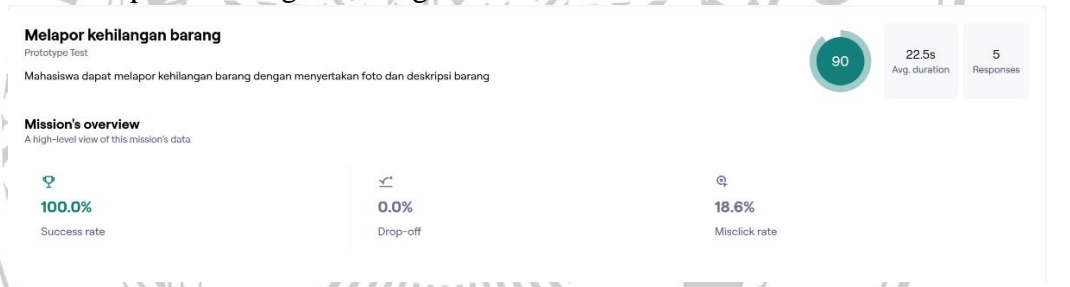 Melapor kehilangan barang
Prototype Test
Mahasiswa dapat melapor kehilangan barang dengan menyertakan foto dan deskripsi barang
90
22.5s
Avg. duration
5
Responses
Mission's overview
A high-level view of this mission's data
100.0%
Success rate
0.0%
Drop-off
18.6%
Misclick rate